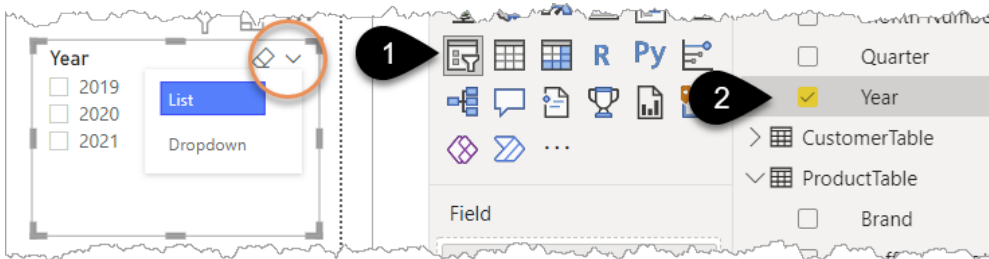 Year
2019
2020
2021
List
Dropdown
1
R
Py
2
Field
Quarter
Year
CustomerTable
ProductTable
Brand